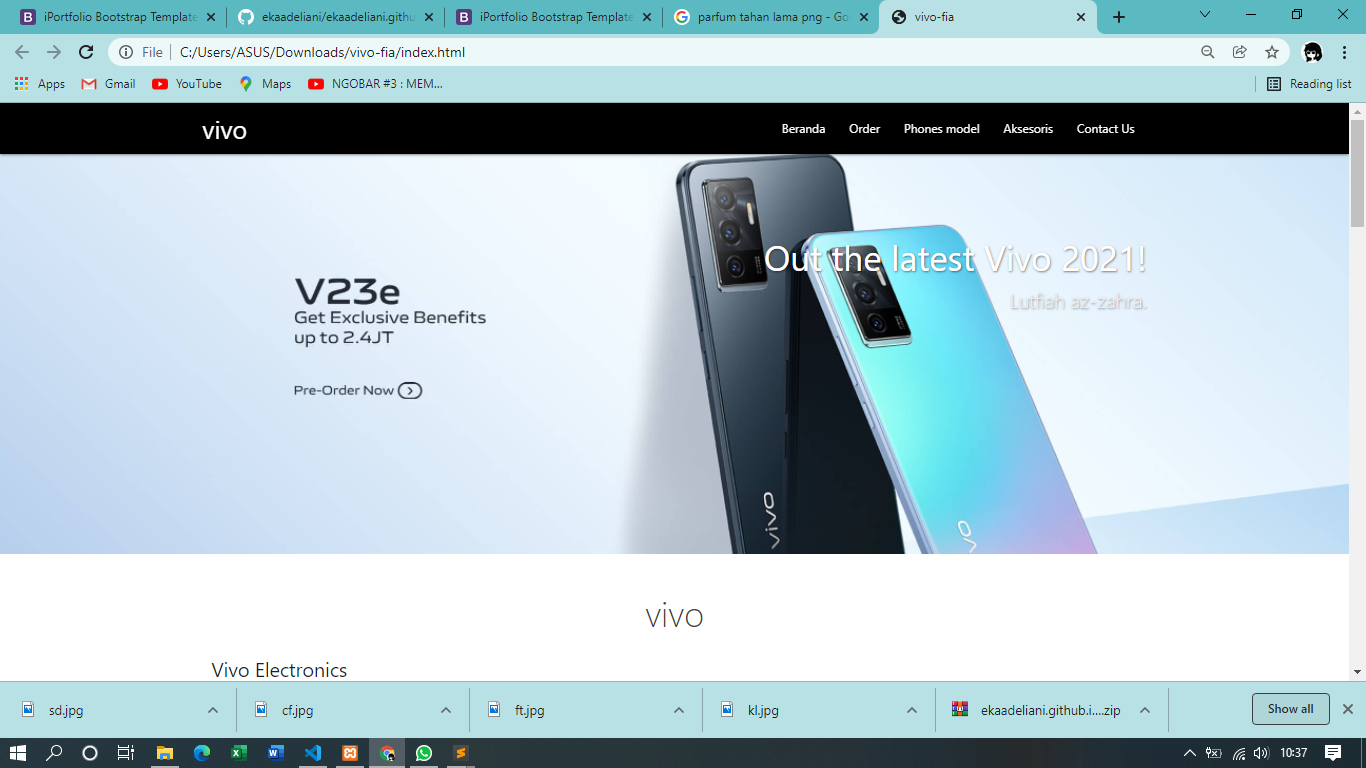 iPortfolio Bootstrap Template
ekaadeliani/ekaadeliani.githu
iPortfolio Bootstrap Template
parfum tahan lama png - Go
vivo-fia
File
C:/Users/ASUS/Downloads/vivo-fia/index.html
Apps
Gmail
YouTube
Maps
NGOBAR #3 : MEM...
Reading list
vivo
Beranda
Order
Phones model
Aksesoris
Contact Us
Out the latest Vivo 2021!
Lutfiah az-zahra.
V23e
Get Exclusive Benefits
up to 2.4JT
Pre-Order Now
vivo
vivo
Vivo Electronics
sd.jpg
cf.jpg
ft.jpg
kl.jpg
ekaadeliani.github.i....zip
Show all
10:37